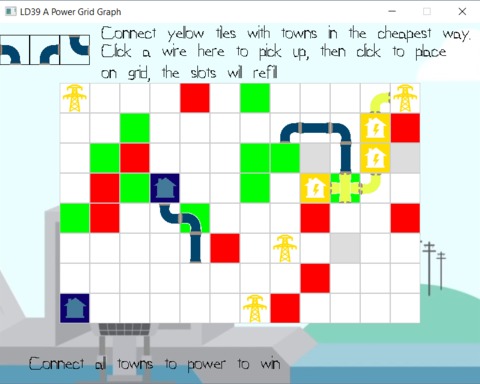 LD39 A Power Grid Graph
Connect yellow tiles with towns in the cheapest way.
Click a wire here to pick up, then click to place
on grid, the slots will refill
Connect all towns to power to win